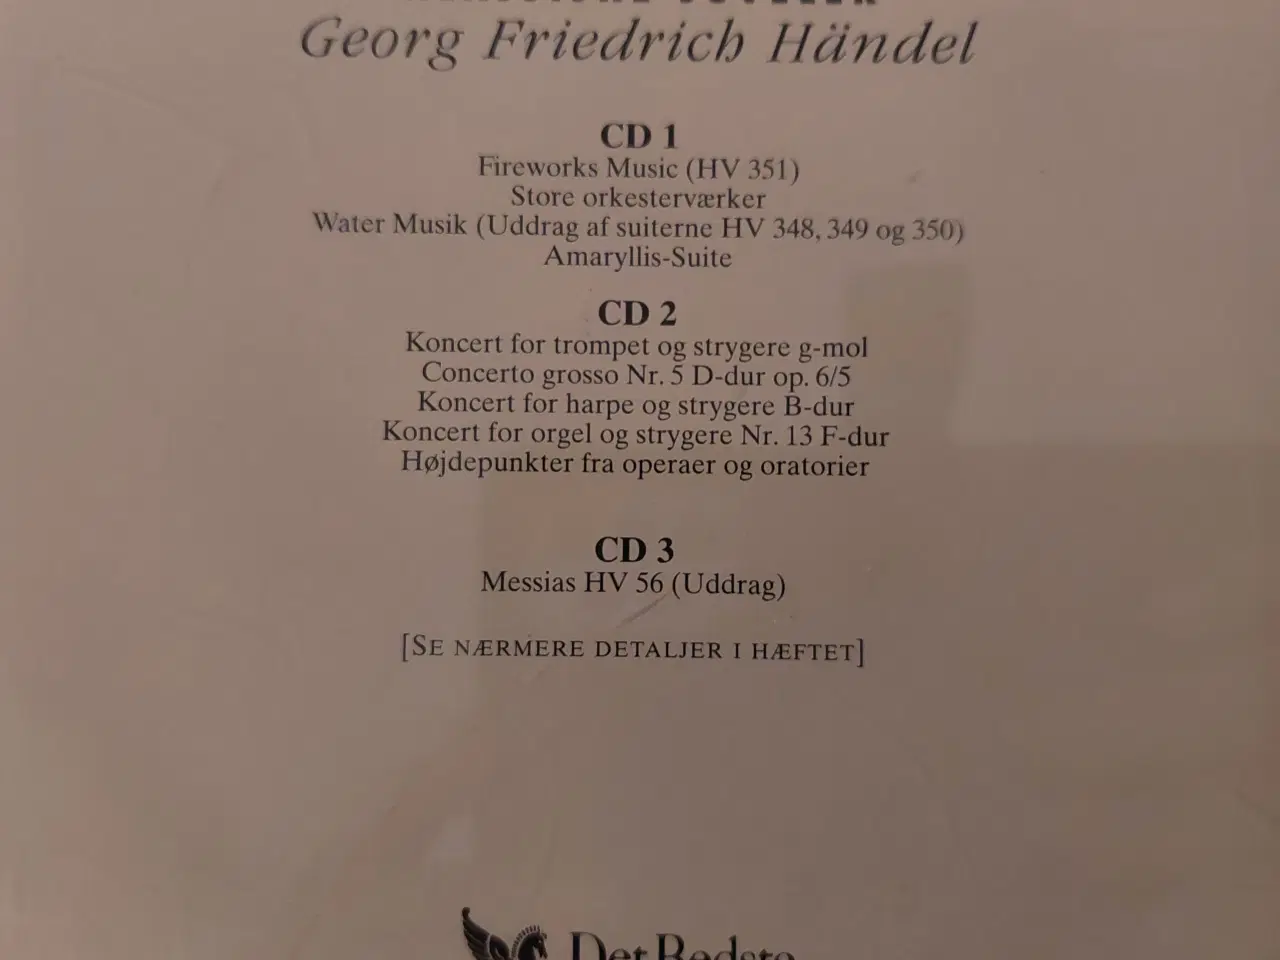 Georg Friedrich Händel
CD 1
Fireworks Music (HV 351)
Store orkesterværker
Water Musik (Uddrag af suiterne HV 348, 349 og 350)
Amaryllis-Suite
CD 2
Koncert for trompet og strygere g-mol
Concerto grosso Nr. 5 D-dur op. 6/5
Koncert for harpe og strygere B-dur
Koncert for orgel og strygere Nr. 13 F-dur
Højdepunkter fra operaer og oratorier
CD 3
Messias HV 56 (Uddrag)
[SE NÆRMERE DETALJER I HÆFTET]
Det Bedste